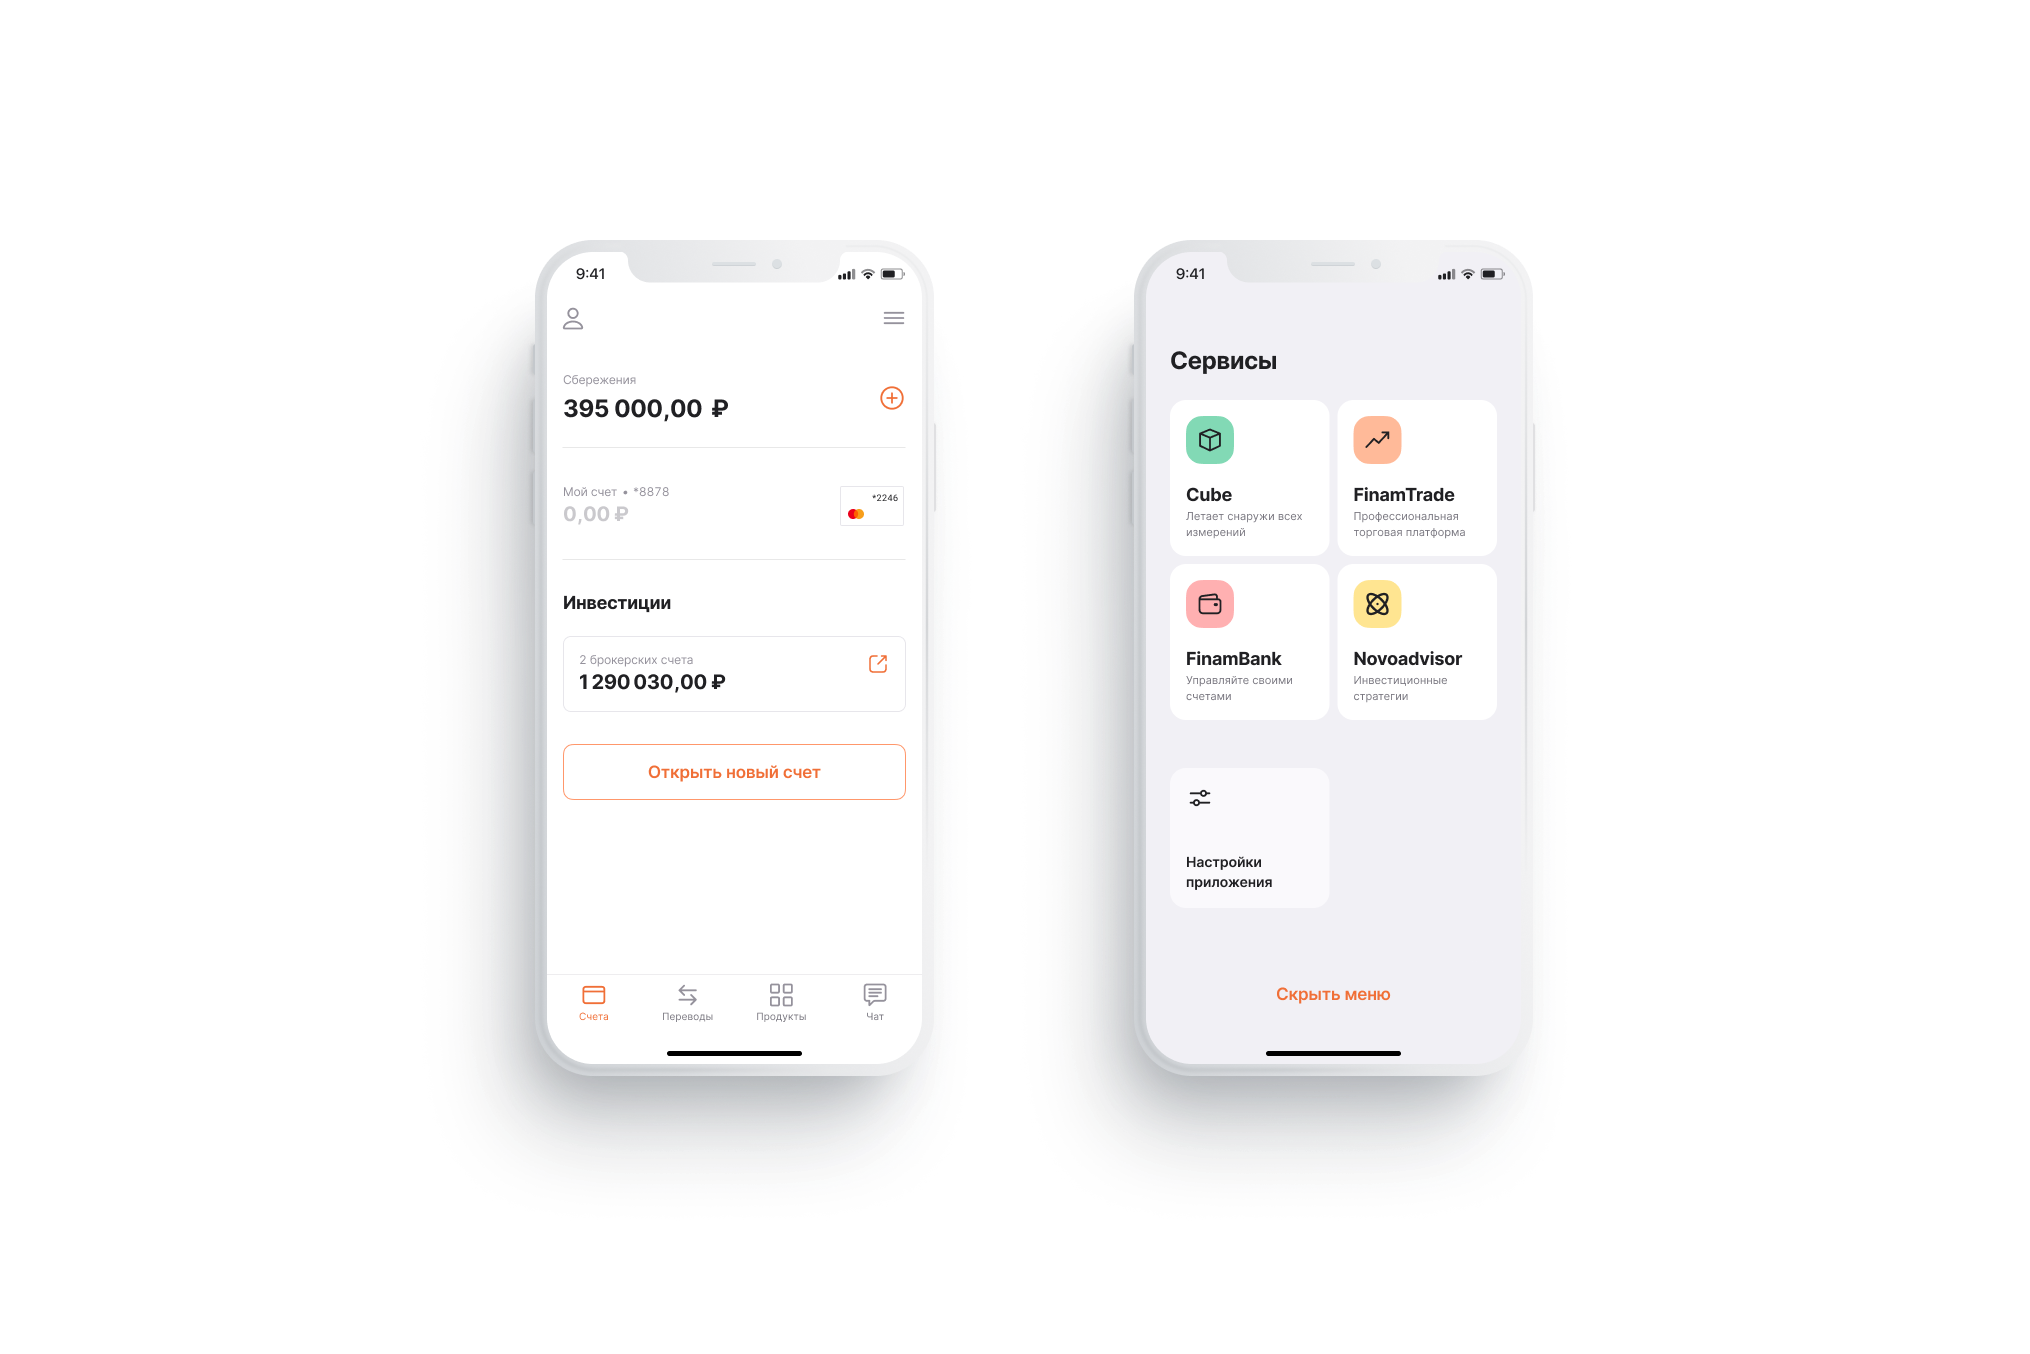 9:41
Сбережения
395 000,00 ₽
Мой счет • *8878
0,00 ₽
*2246
Инвестиции
2 брокерских счета
1 290 030,00 ₽
Открыть новый счет
Счета
Переводы
Продукты
Чат
9:41
Сервисы
Cube
Летает снаружи всех
измерений
FinamTrade
Профессиональная
торговая платформа
FinamBank
Управляйте своими
счетами
Novoadvisor
Инвестиционные
стратегии
Настройки
приложения
Скрыть меню